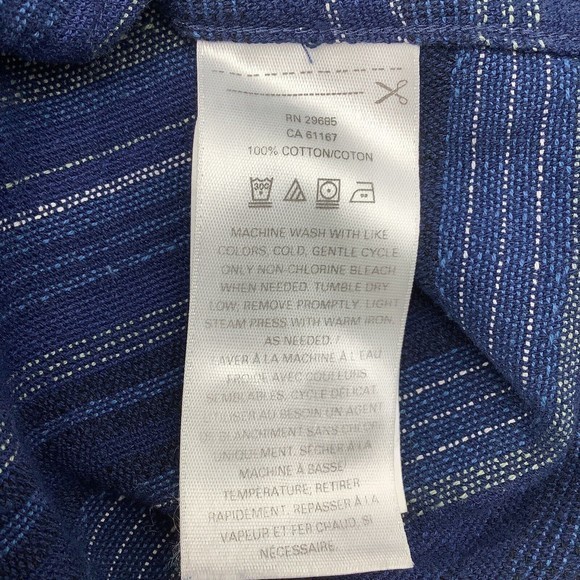 RN 29685
CA 61167
100% COTTON/COTON
30°C
MACHINE WASH WITH LIKE
COLORS, COLD, GENTLE CYCLE
ONLY NON-CHLORINE BLEACH
WHEN NEEDED. TUMBLE DRY
LOW, REMOVE PROMPTLY. LIGHT
STEAM PRESS WITH WARM IRON,
AS NEEDED. /
LAVER À LA MACHINE À L'EAU
FROIDE AVEC COULEURS
SEMBLABLES, CYCLE DÉLICAT.
UTILISER AU BESOIN UN AGENT
DE BLANCHIMENT SANS CHLORE
UNIQUEMENT. SÉCHER À LA
MACHINE À BASSE
TEMPÉRATURE, RETIRER
RAPIDEMENT. REPASSER À LA
VAPEUR ET FER CHAUD, SI
NÉCESSAIRE.